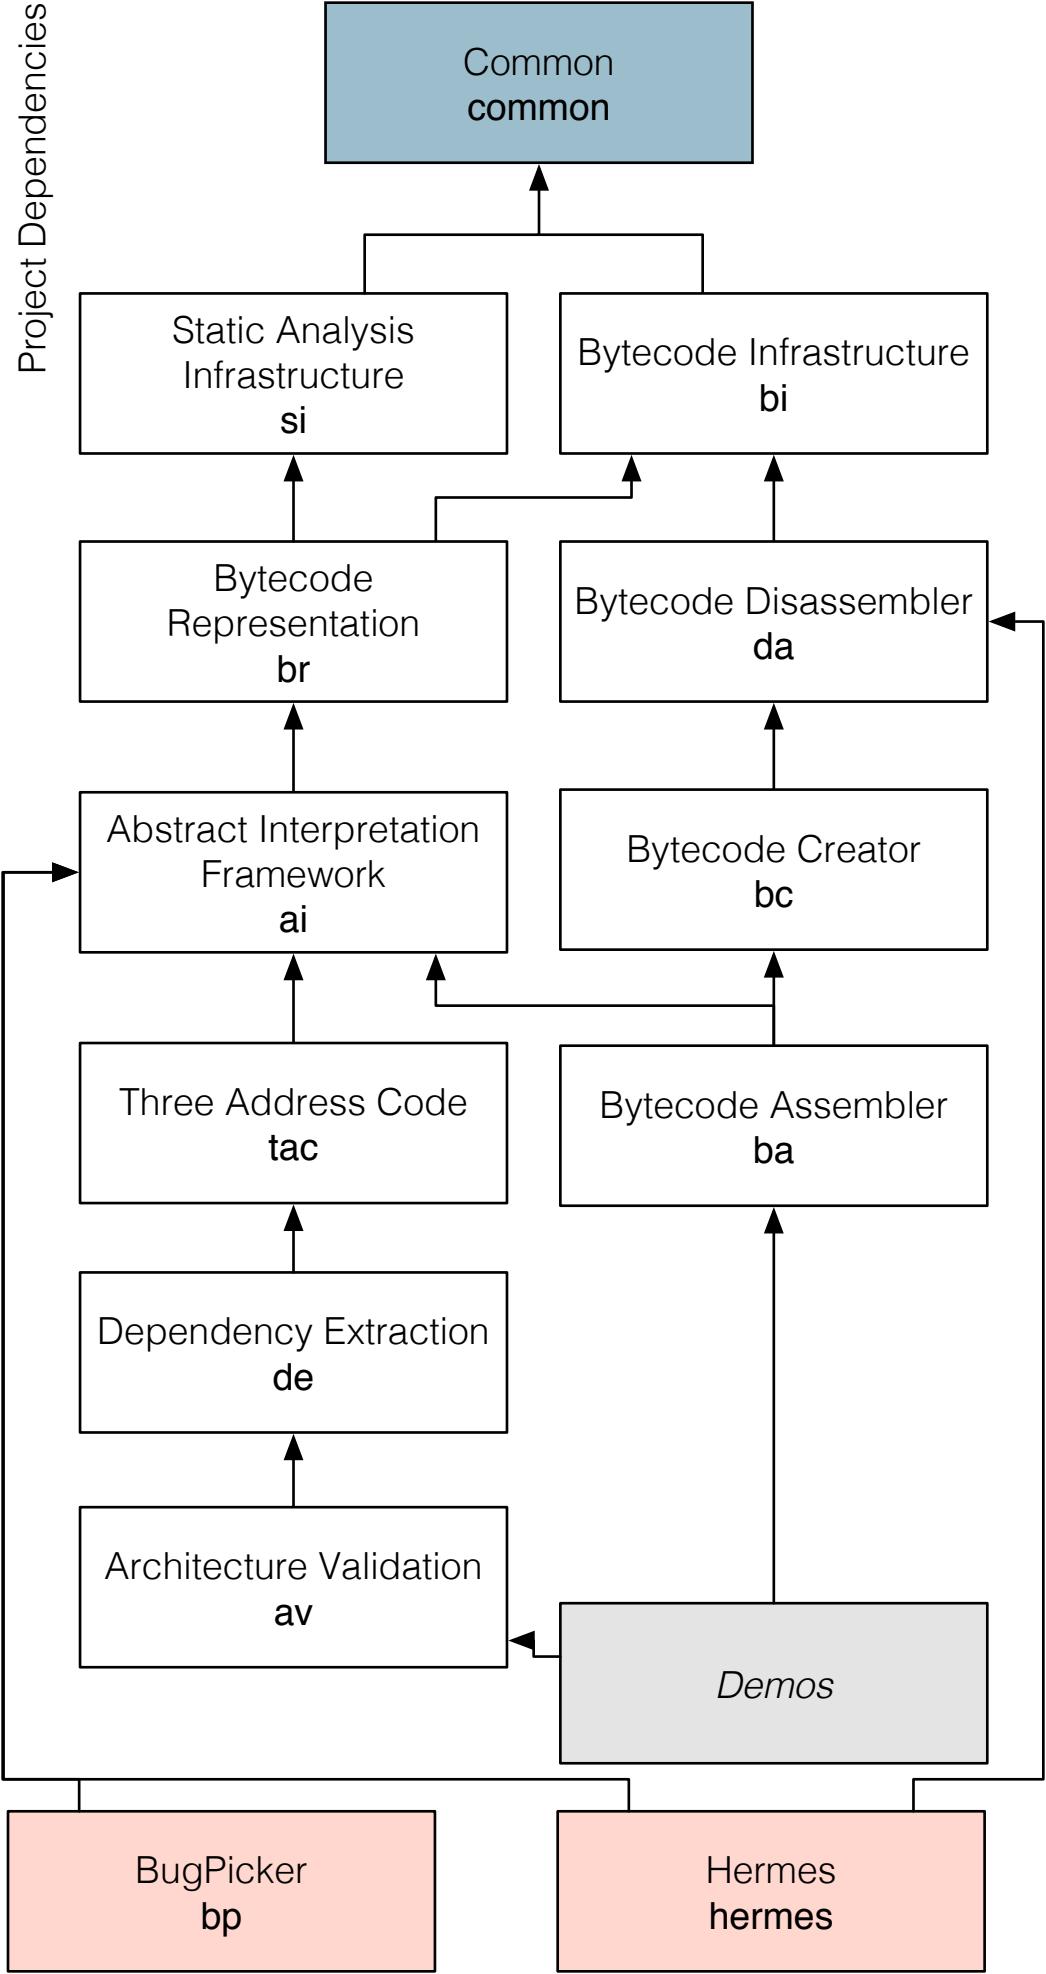 Project Dependencies
Common
common
Static Analysis
Infrastructure
si
Bytecode Infrastructure
bi
Bytecode
Representation
br
Bytecode Disassembler
da
Abstract Interpretation
Framework
ai
Bytecode Creator
bc
Three Address Code
tac
Bytecode Assembler
ba
Dependency Extraction
de
Architecture Validation
av
Demos
BugPicker
bp
Hermes
hermes